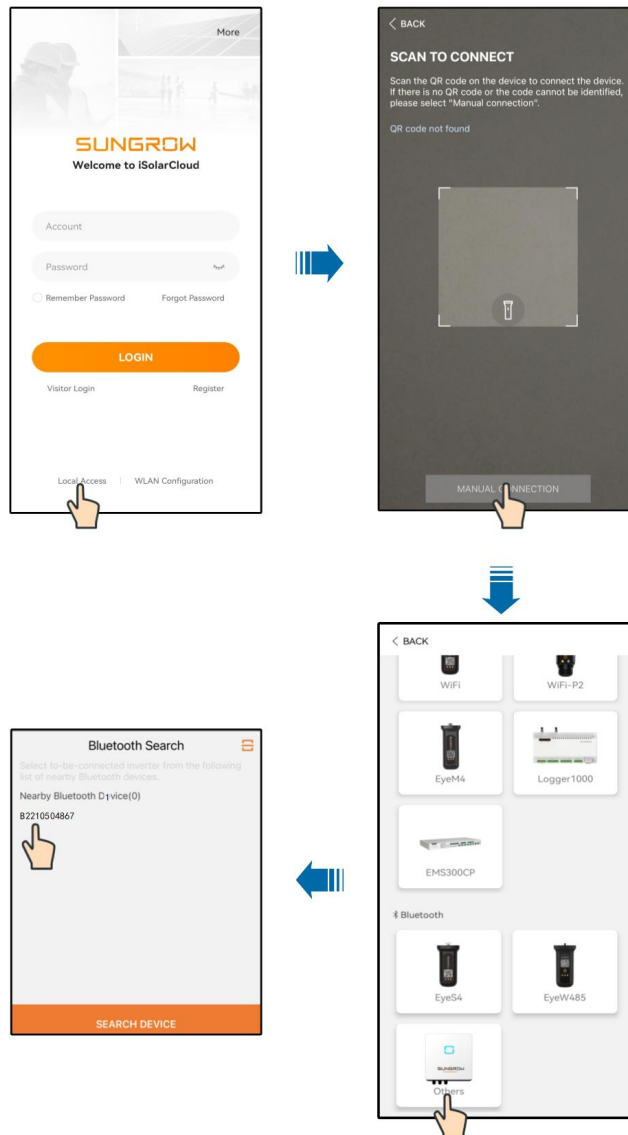 More
SUNGROW
Welcome to iSolarCloud
Account
Password
Remember Password Forgot Password
LOGIN
Visitor Login Register
Local Access | WLAN Configuration
< BACK
SCAN TO CONNECT
Scan the QR code on the device to connect the device.
If there is no QR code or the code cannot be identified,
please select "Manual connection".
QR code not found
MANUAL CONNECTION
< BACK
WiFi WiFi-P2
EyeM4 Logger1000
EMS300CP
Bluetooth
EyeS4 EyeW485
SUNGROW
Others
Bluetooth Search
Select to-be-connected inverter from the following
list of nearby Bluetooth devices.
Nearby Bluetooth D1vice(0)
B2210504867
SEARCH DEVICE